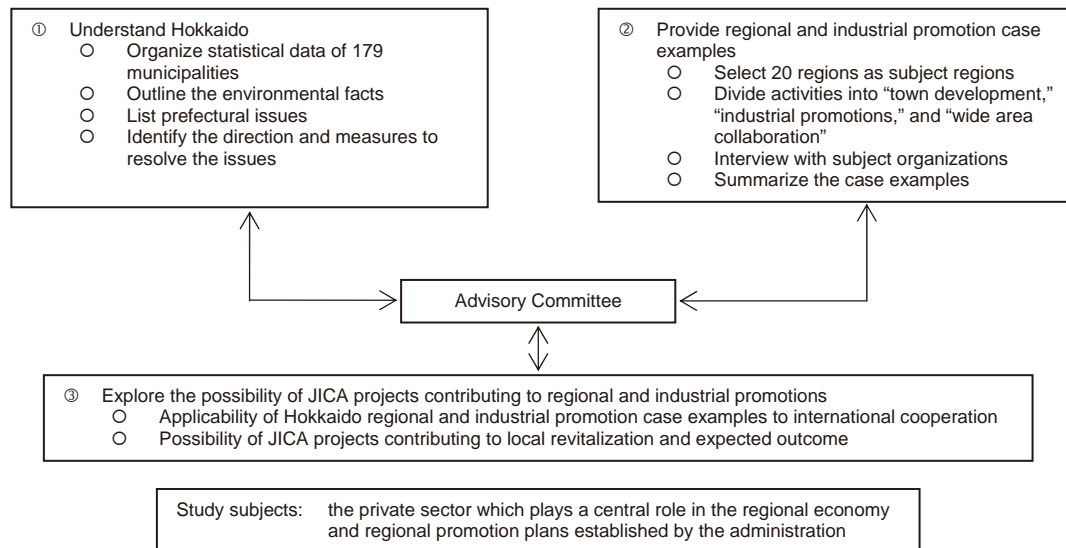 ① Understand Hokkaido
○ Organize statistical data of 179
municipalities
○ Outline the environmental facts
○ List prefectural issues
○ Identify the direction and measures to
resolve the issues
② Provide regional and industrial promotion case
examples
○ Select 20 regions as subject regions
○ Divide activities into “town development,”
“industrial promotions,” and “wide area
collaboration”
○ Interview with subject organizations
○ Summarize the case examples
Advisory Committee
③ Explore the possibility of JICA projects contributing to regional and industrial promotions
○ Applicability of Hokkaido regional and industrial promotion case examples to international cooperation
○ Possibility of JICA projects contributing to local revitalization and expected outcome
Study subjects: the private sector which plays a central role in the regional economy
and regional promotion plans established by the administration